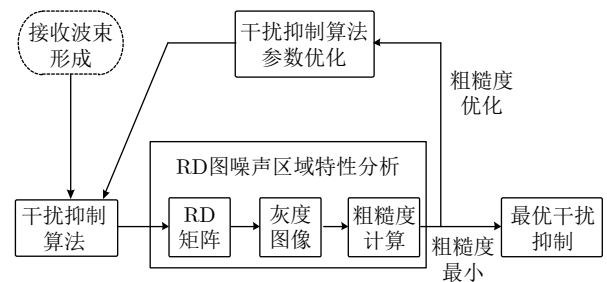 接收波束
形成
干扰抑制算法
参数优化
粗糙度
优化
RD图噪声区域特性分析
干扰抑制
算法
RD
矩阵
灰度
图像
粗糙度
计算
粗糙度
最小
最优干扰
抑制